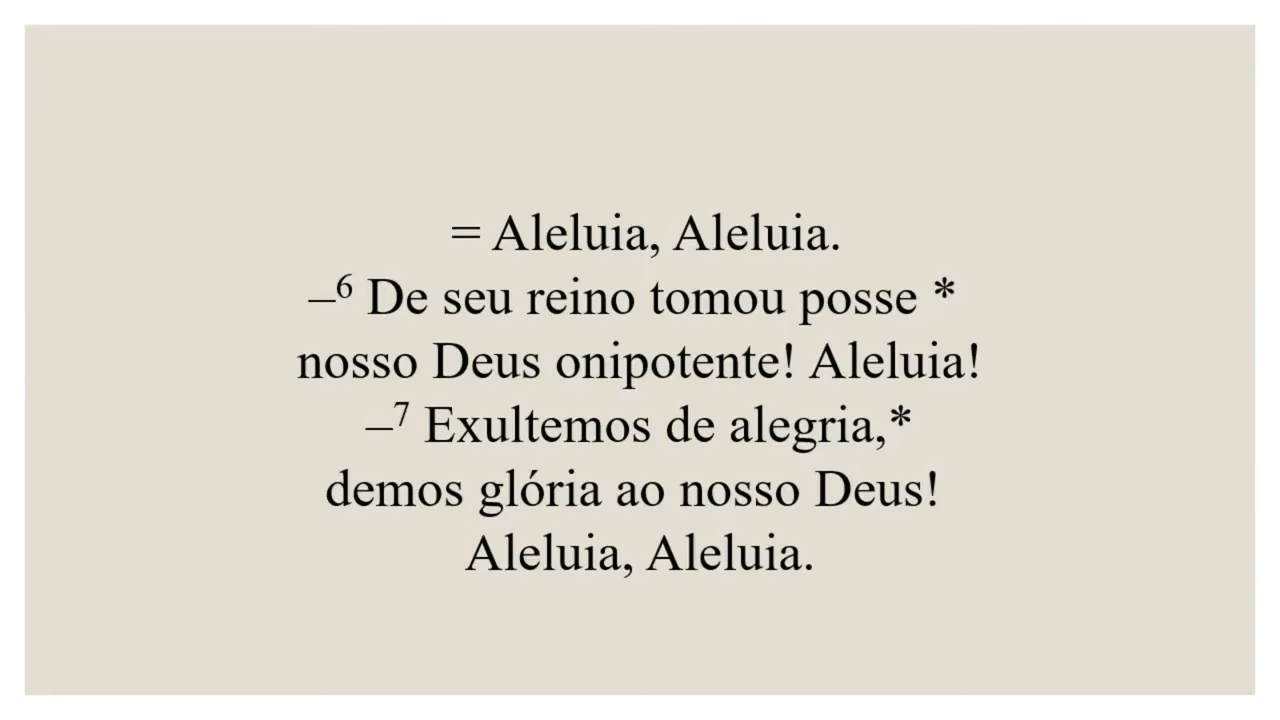 = Aleluia, Aleluia.
–⁶ De seu reino tomou posse *
nosso Deus onipotente! Aleluia!
–⁷ Exultemos de alegria,*
demos glória ao nosso Deus!
Aleluia, Aleluia.